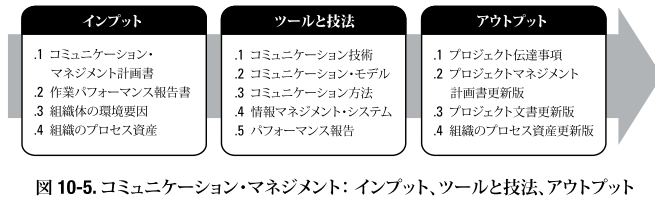 インプット
.1 コミュニケーション・
マネジメント計画書
.2 作業パフォーマンス報告書
.3 組織体の環境要因
.4 組織のプロセス資産
ツールと技法
.1 コミュニケーション技術
.2 コミュニケーション・モデル
.3 コミュニケーション方法
.4 情報マネジメント・システム
.5 パフォーマンス報告
アウトプット
.1 プロジェクト伝達事項
.2 プロジェクトマネジメント
計画書更新版
.3 プロジェクト文書更新版
.4 組織のプロセス資産更新版
図 10-5. コミュニケーション・マネジメント: インプット、ツールと技法、アウトプット